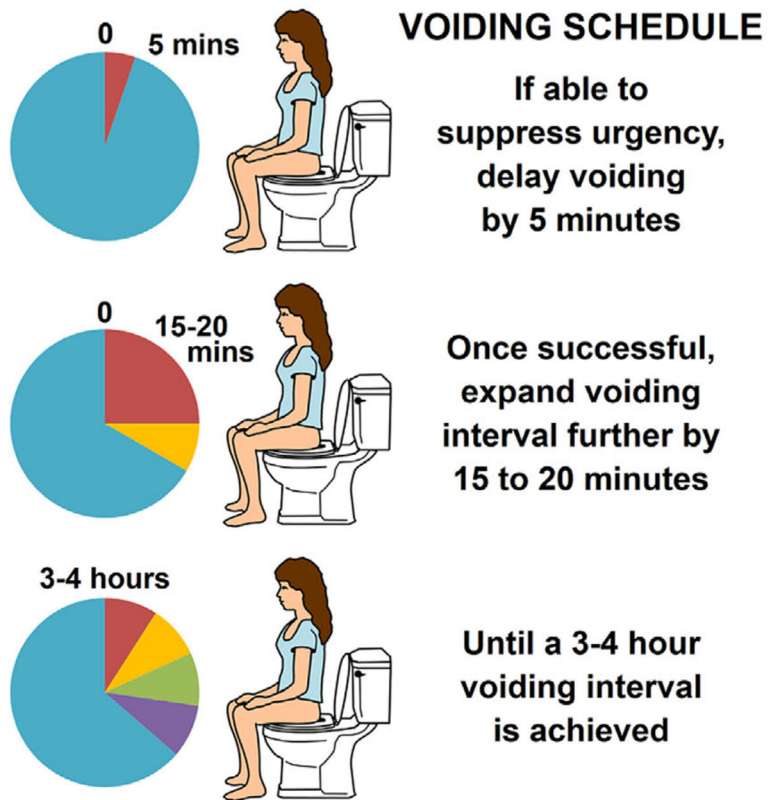 VOIDING SCHEDULE
0
5 mins
If able to
suppress urgency,
delay voiding
by 5 minutes
0
15-20
mins
Once successful,
expand voiding
interval further by
15 to 20 minutes
3-4 hours
Until a 3-4 hour
voiding interval
is achieved